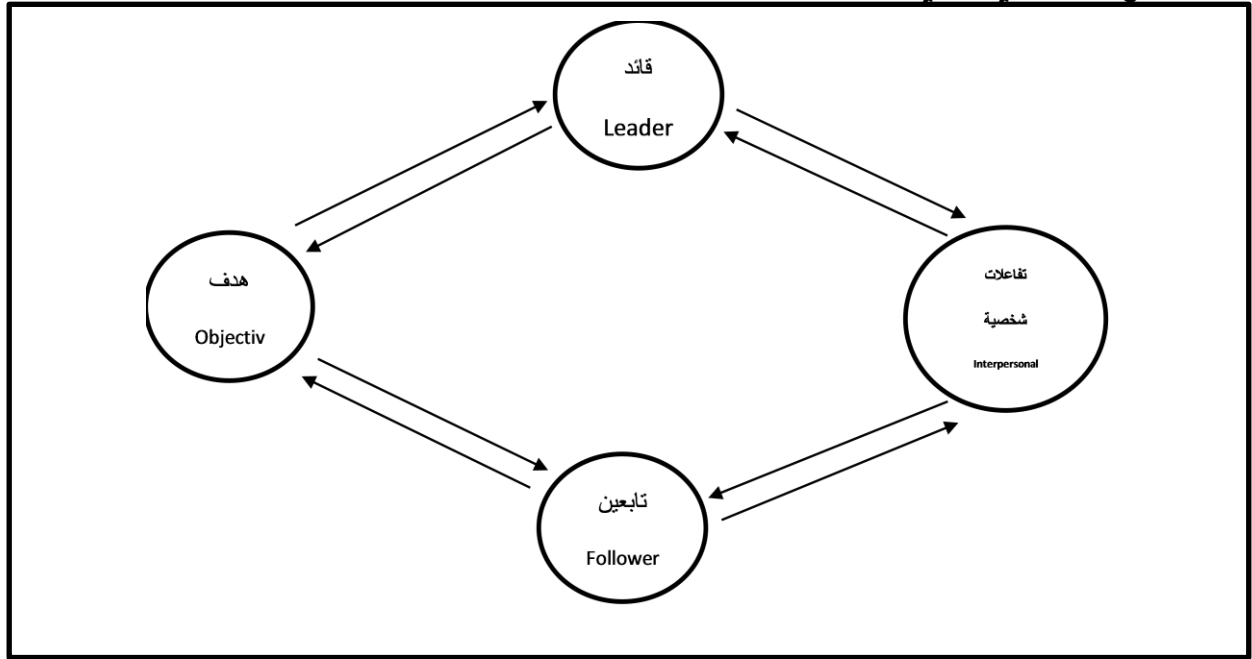 قائد
Leader
هدف
Objectiv
تفاعلات
شخصية
Interpersonal
تابعين
Follower